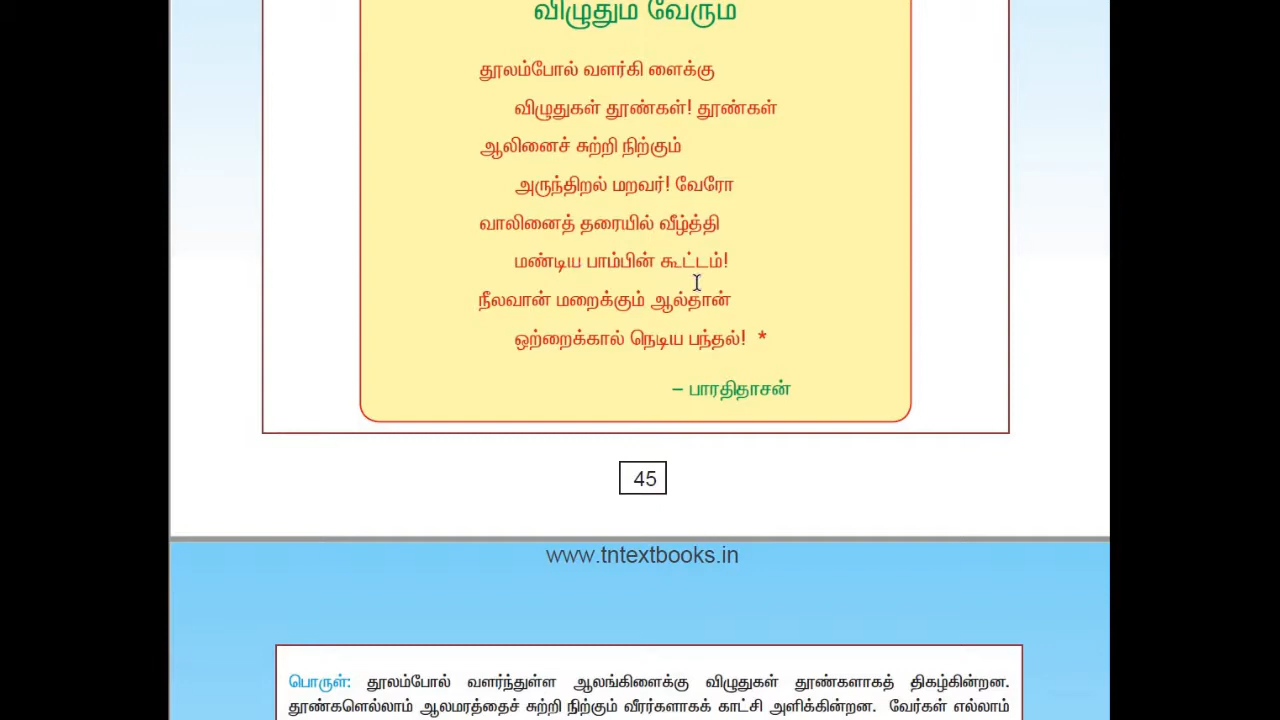 விழுதும் வேரும்
தூலம்போல் வளர்கி ளைக்கு
விழுதுகள் தூண்கள்! தூண்கள்
ஆலினைச் சுற்றி நிற்கும்
அருந்திறல் மறவர்! வேரோ
வாலினைத் தரையில் வீழ்த்தி
மண்டிய பாம்பின் கூட்டம்!
நீலவான் மறைக்கும் ஆல்தான்
ஒற்றைக்கால் நெடிய பந்தல்! *
– பாரதிதாசன்
45
www.tntextbooks.in
பொருள்: தூலம்போல் வளர்ந்துள்ள ஆலங்கிளைக்கு விழுதுகள் தூண்களாகத் திகழ்கின்றன.
தூண்களெல்லாம் ஆலமரத்தைச் சுற்றி நிற்கும் வீரர்களாகக் காட்சி அளிக்கின்றன. வேர்கள் எல்லாம்